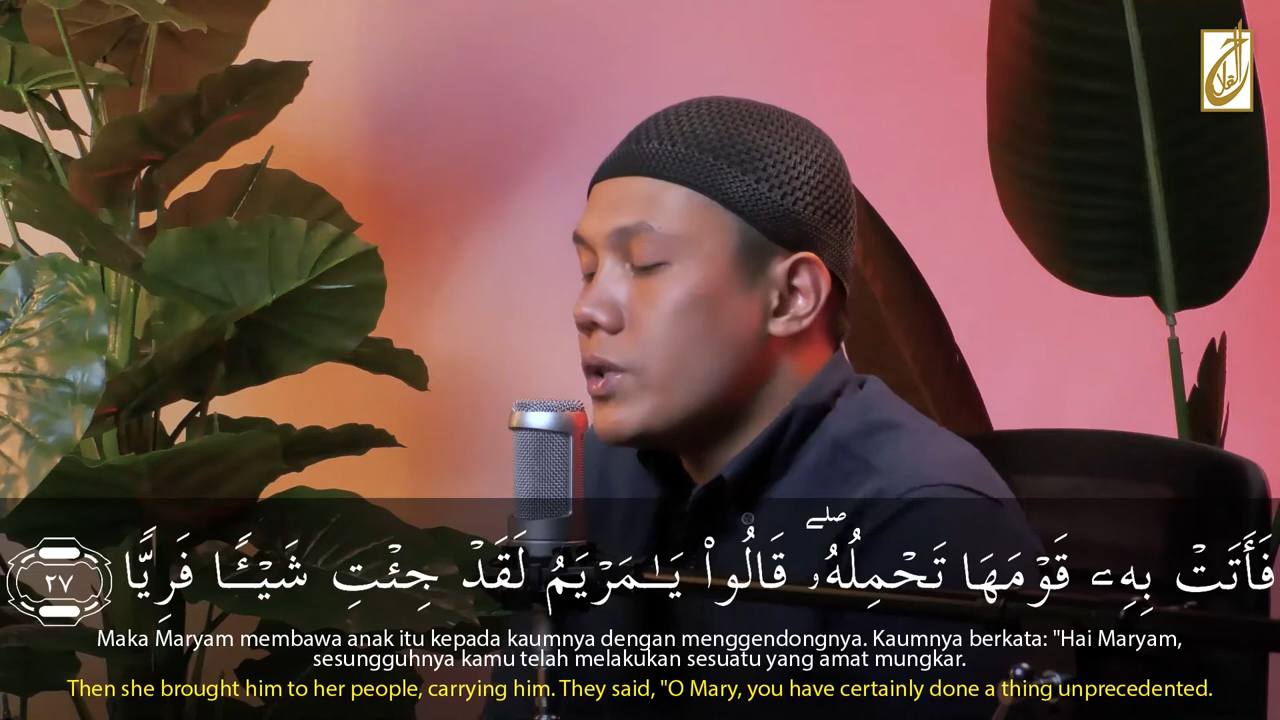 القلم
فَأَتَتْ بِهِۦ قَوْمَهَا تَحْمِلُهُۥ ۖ قَالُوا۟ يَـٰمَرْيَمُ لَقَدْ جِئْتِ شَيْـًٔا فَرِيًّا ٢٧
Maka Maryam membawa anak itu kepada kaumnya dengan menggendongnya. Kaumnya berkata: "Hai Maryam,
sesungguhnya kamu telah melakukan sesuatu yang amat mungkar.
Then she brought him to her people, carrying him. They said, "O Mary, you have certainly done a thing unprecedented.